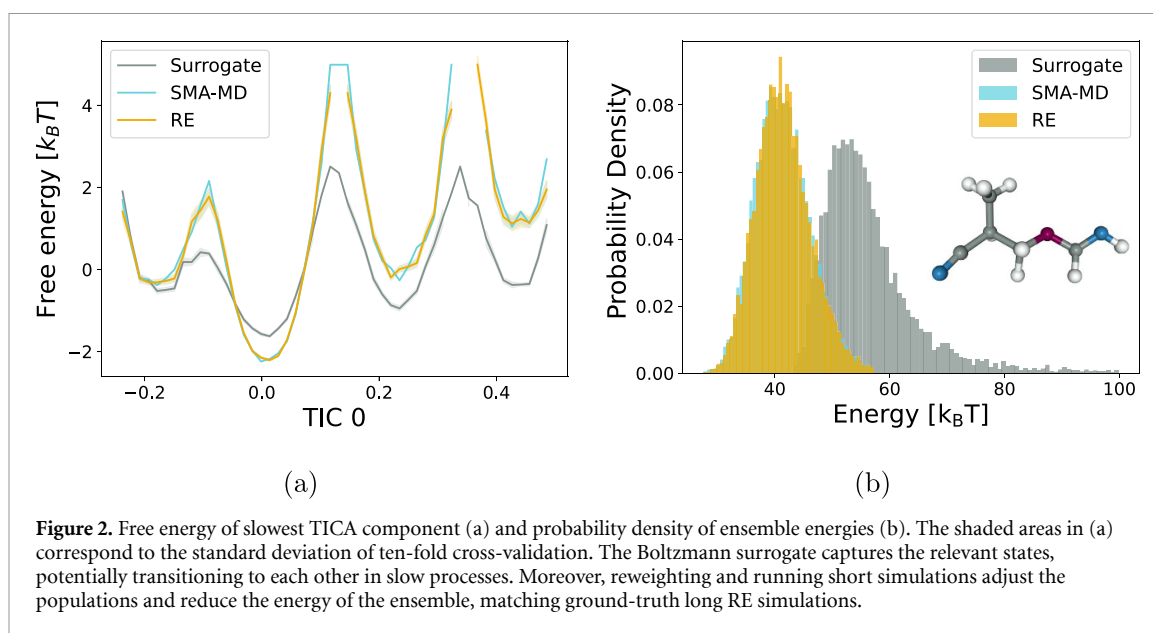 Surrogate
SMA-MD
RE
Free energy [k_BT]
4
2
0
−2
−0.2
0.0
0.2
0.4
TIC 0
(a)
Surrogate
SMA-MD
RE
Probability Density
0.08
0.06
0.04
0.02
0.00
40
60
80
100
Energy [k_BT]
(b)
Figure 2. Free energy of slowest TICA component (a) and probability density of ensemble energies (b). The shaded areas in (a)
correspond to the standard deviation of ten-fold cross-validation. The Boltzmann surrogate captures the relevant states,
potentially transitioning to each other in slow processes. Moreover, reweighting and running short simulations adjust the
populations and reduce the energy of the ensemble, matching ground-truth long RE simulations.